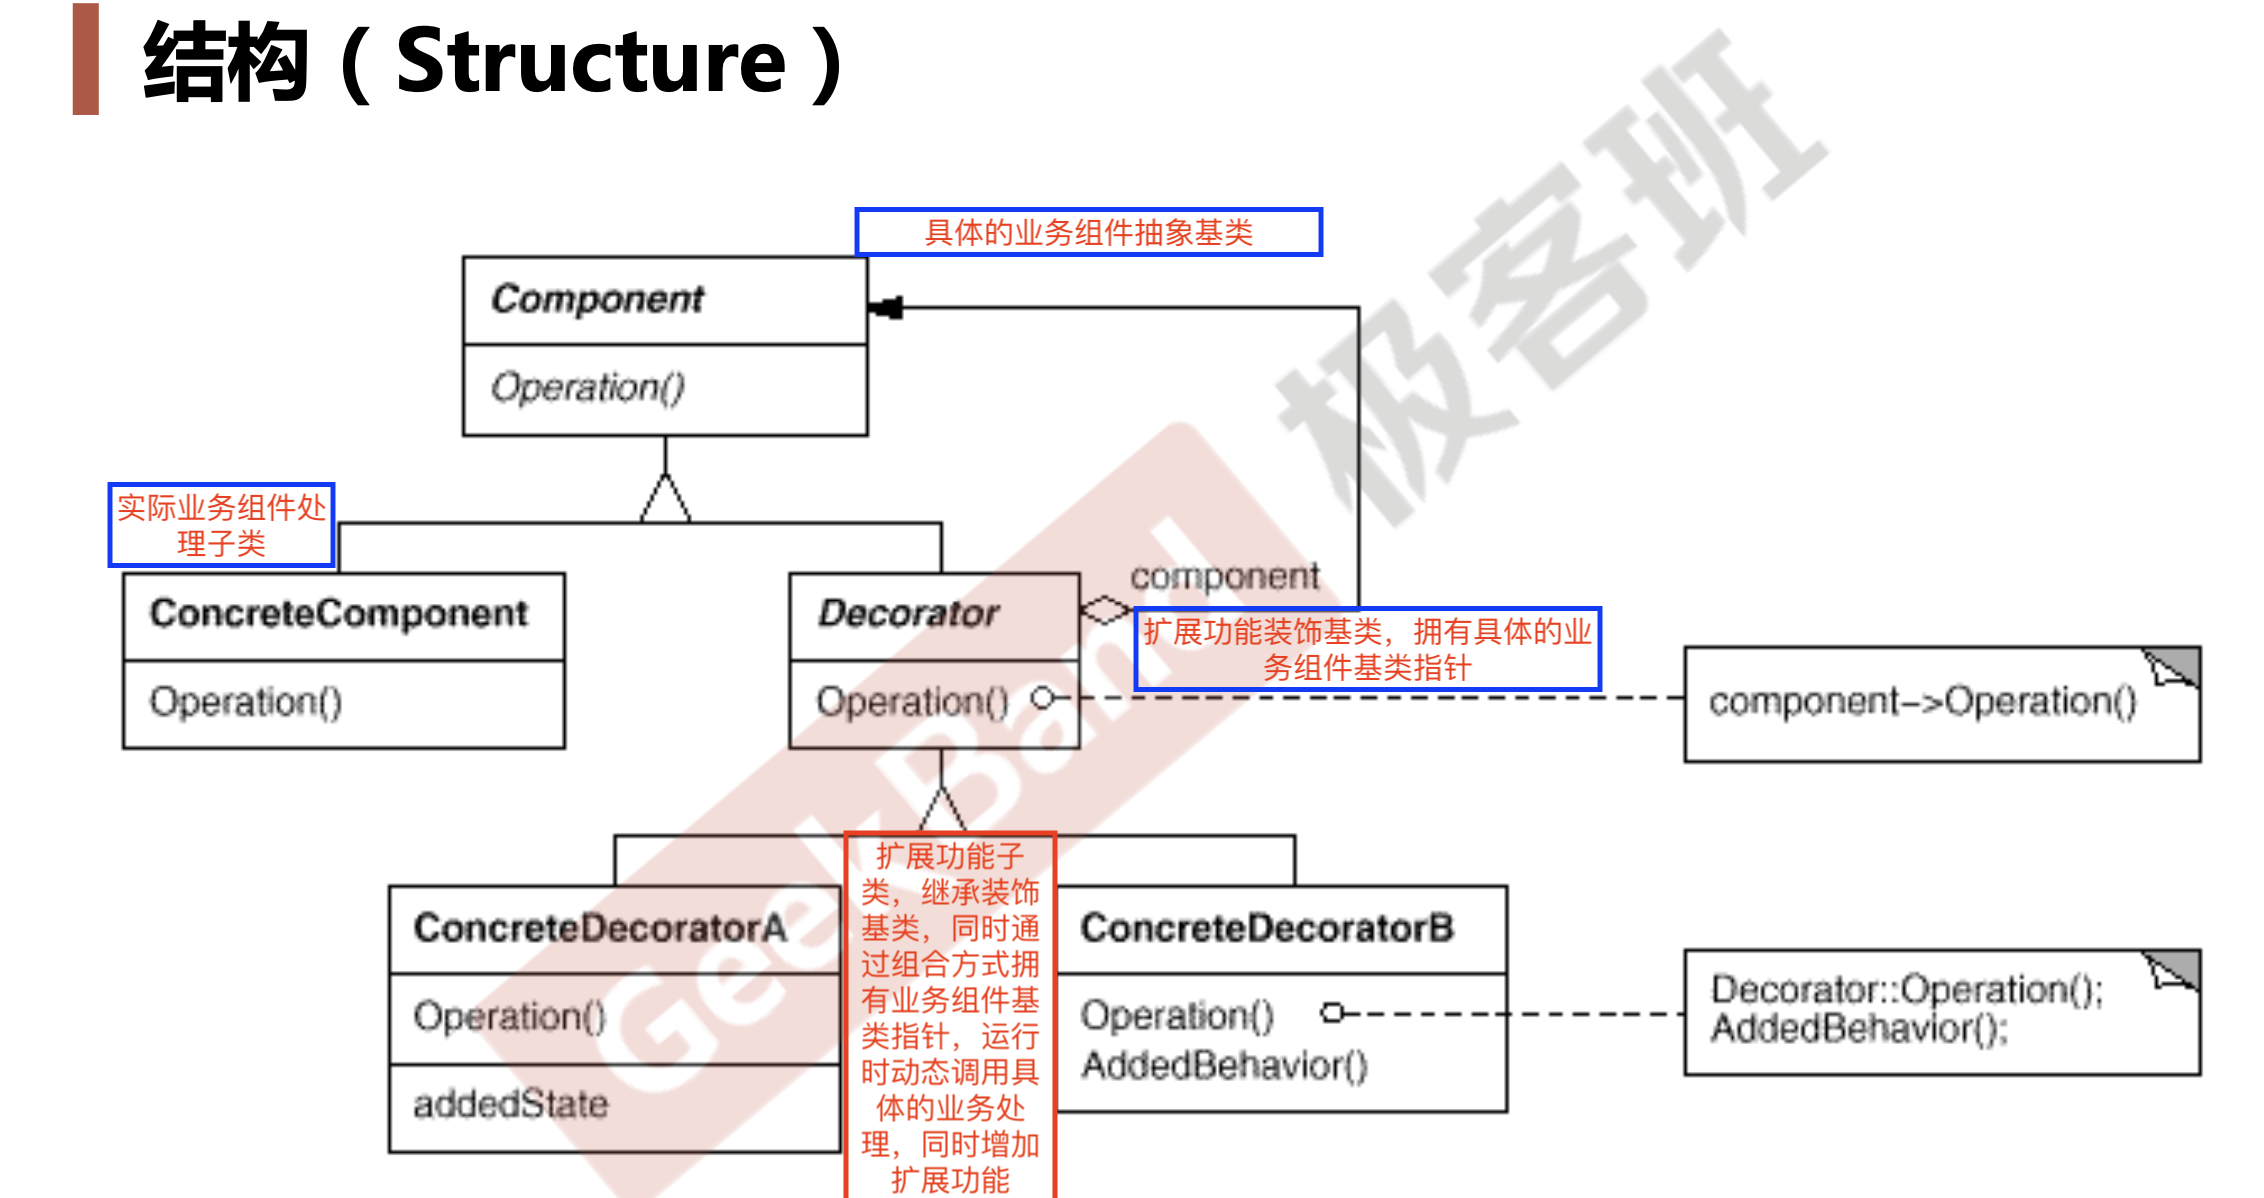 结构（Structure）
具体的业务组件抽象基类
Component
Operation()
实际业务组件处
理子类
ConcreteComponent
Operation()
Decorator
Operation()
component
扩展功能装饰基类，拥有具体的业
务组件基类指针
component->Operation()
ConcreteDecoratorA
Operation()
addedState
扩展功能子
类，继承装饰
基类，同时通
过组合方式拥
有业务组件基
类指针，运行
时动态调用具
体的业务处
理，同时增加
扩展功能
ConcreteDecoratorB
Operation()
AddedBehavior()
Decorator::Operation();
AddedBehavior();
GeekBand 极客班